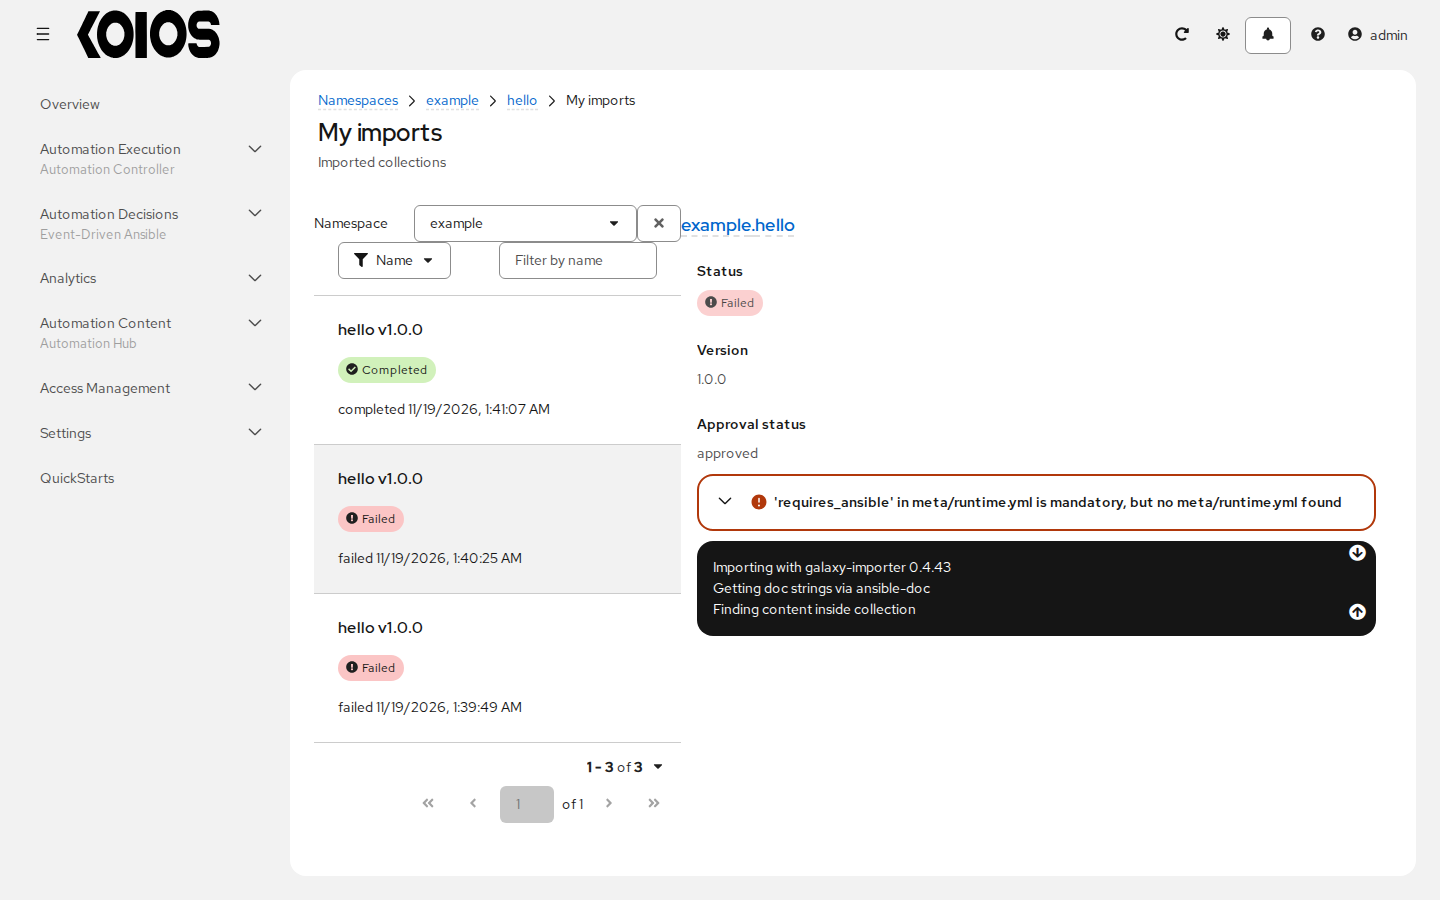 KOIOS
admin
Overview
Automation Execution
Automation Controller
Automation Decisions
Event-Driven Ansible
Analytics
Automation Content
Automation Hub
Access Management
Settings
QuickStarts
Namespaces
example
hello
My imports
My imports
Imported collections
Namespace
example
Name
Filter by name
hello v1.0.0
Completed
completed 11/19/2026, 1:41:07 AM
hello v1.0.0
Failed
failed 11/19/2026, 1:40:25 AM
hello v1.0.0
Failed
failed 11/19/2026, 1:39:49 AM
1 - 3 of 3
1 of 1
example.hello
Status
Failed
Version
1.0.0
Approval status
approved
'requires_ansible' in meta/runtime.yml is mandatory, but no meta/runtime.yml found
Importing with galaxy-importer 0.4.43
Getting doc strings via ansible-doc
Finding content inside collection